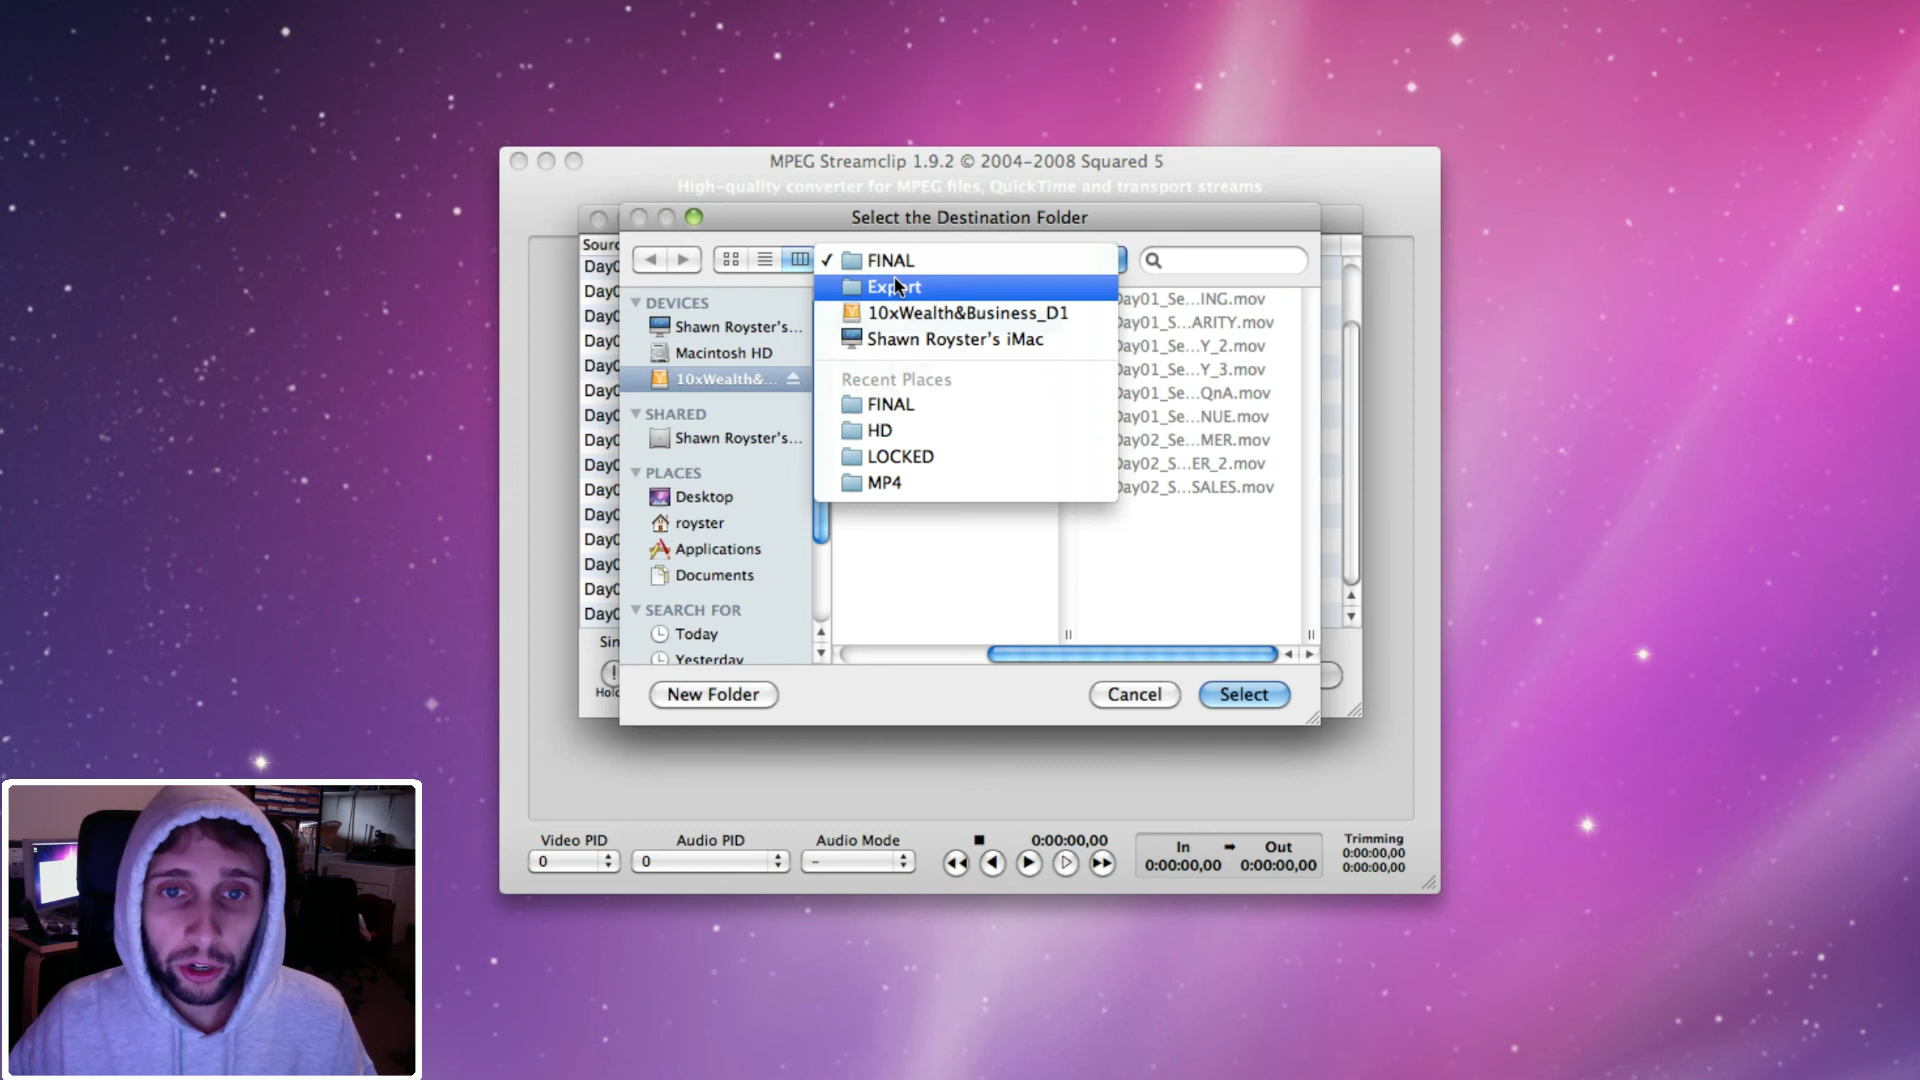 MPEG Streamclip 1.9.2 © 2004-2008 Squared 5
High-quality converter for MPEG files, QuickTime and transport streams
Select the Destination Folder
FINAL
Export
10xWealth&Business_D1
Shawn Royster's iMac
Recent Places
FINAL
HD
LOCKED
MP4
DEVICES
Shawn Royster's...
Macintosh HD
10xWealth&...
SHARED
Shawn Royster's...
PLACES
Desktop
royster
Applications
Documents
SEARCH FOR
Today
Yesterday
Day01_Se...ING.mov
Day01_S...ARITY.mov
Day01_Se...Y_2.mov
Day01_Se...Y_3.mov
Day01_Se...QnA.mov
Day01_Se...NUE.mov
Day02_Se...MER.mov
Day02_S...ER_2.mov
Day02_S...SALES.mov
New Folder
Cancel
Select
Video PID
0
Audio PID
0
Audio Mode
-
0:00:00,00
In
0:00:00,00
Out
0:00:00,00
Trimming
0:00:00,00
0:00:00,00